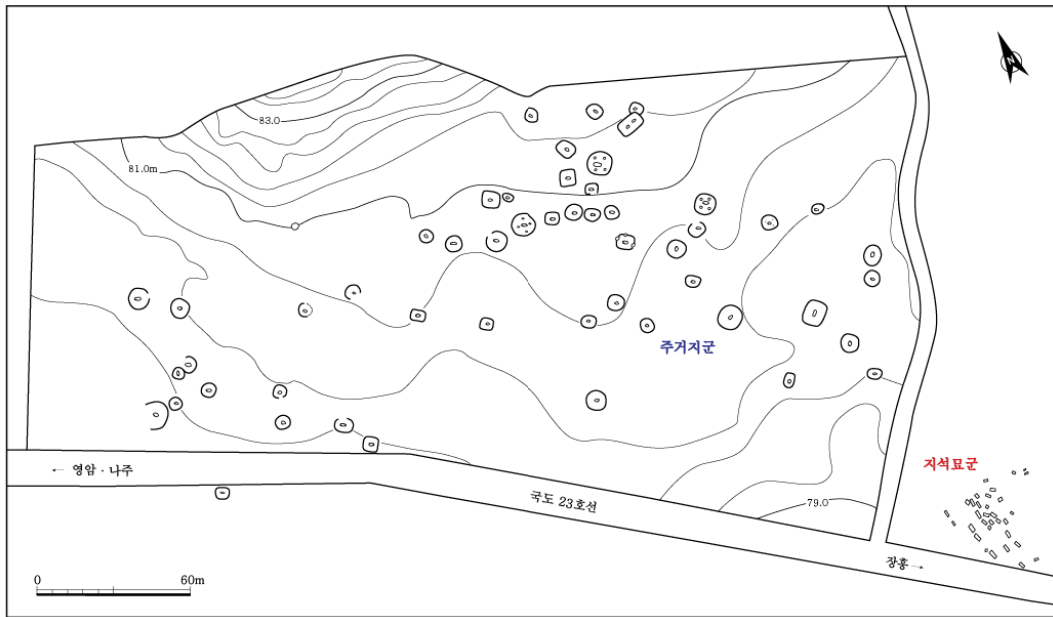 83.0
81.0m
주거지군
지석묘군
← 영암 · 나주
국도 23호선
79.0
장흥→
0 60m